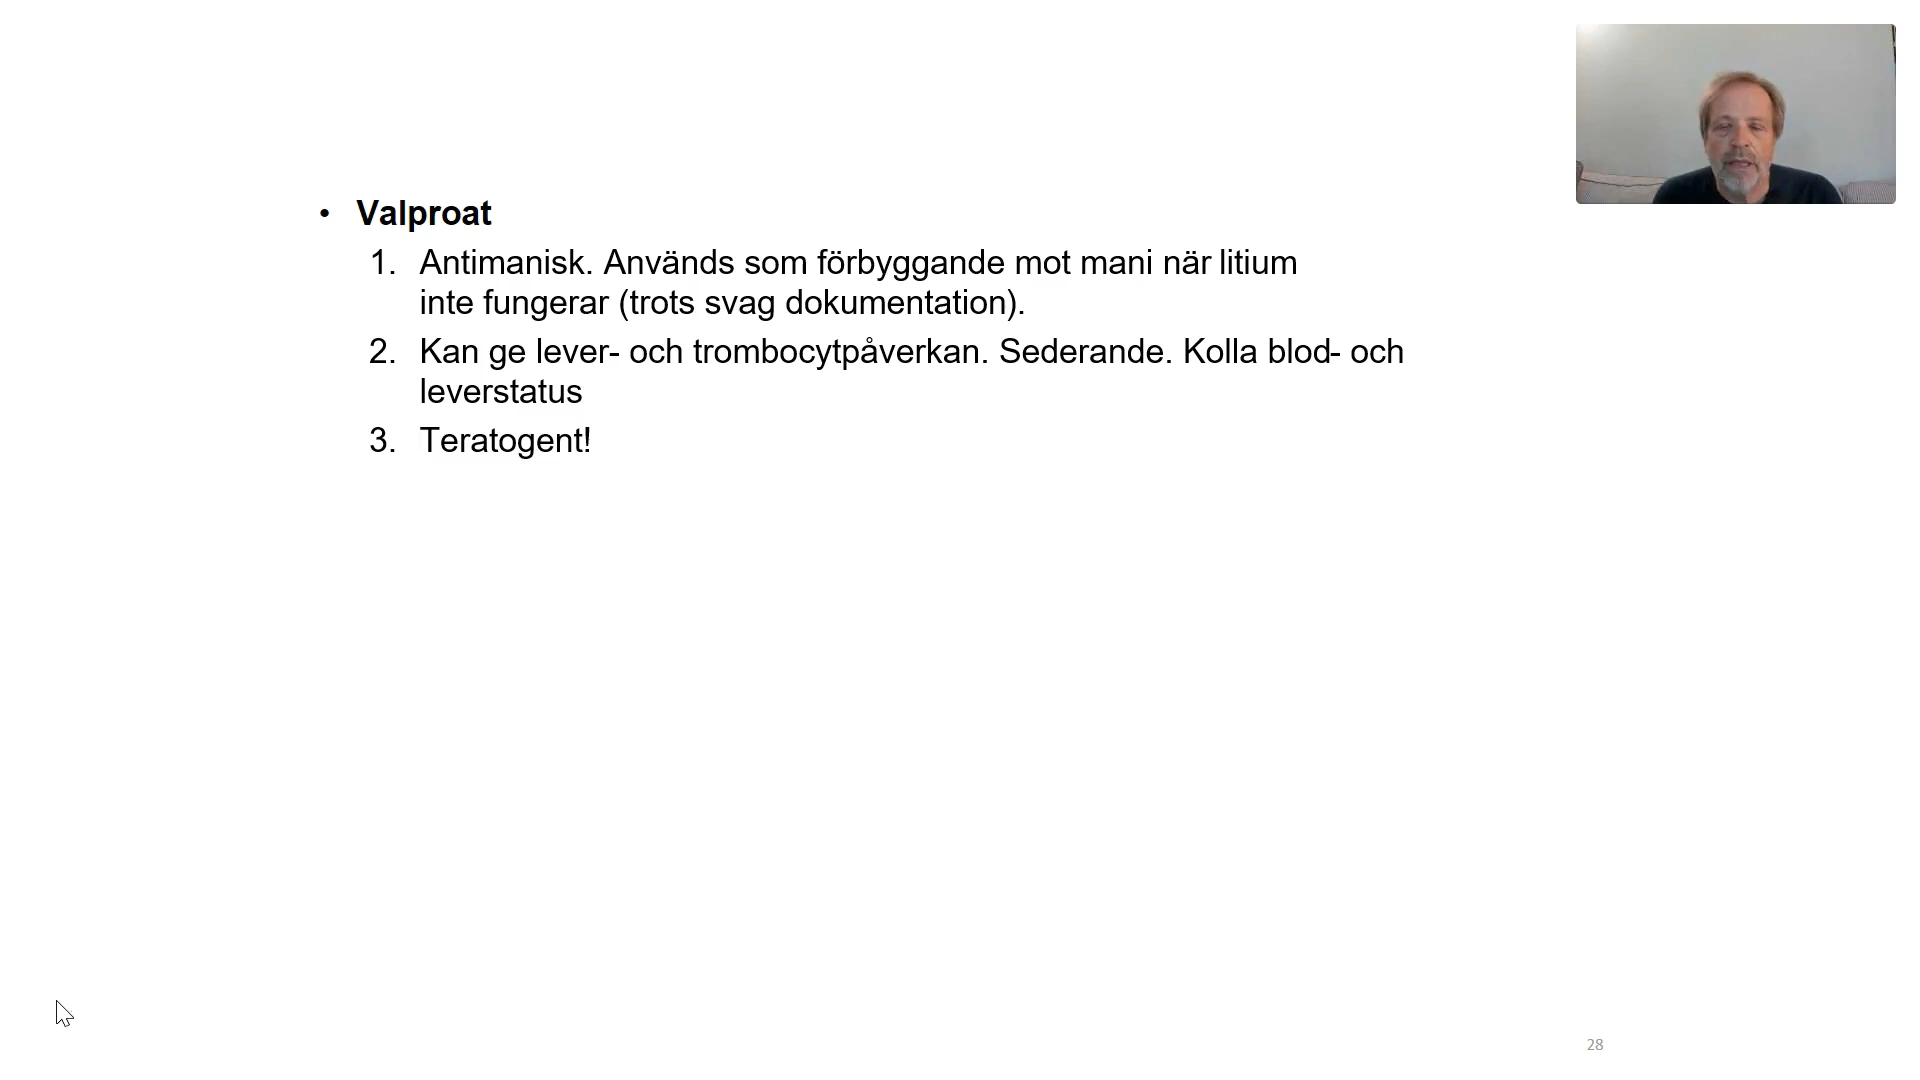 • Valproat
1. Antimanisk. Används som förbyggande mot mani när litium
inte fungerar (trots svag dokumentation).
2. Kan ge lever- och trombocytpåverkan. Sederande. Kolla blod- och
leverstatus
3. Teratogent!
28